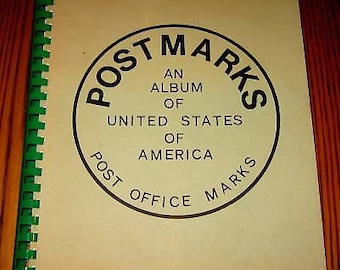 POSTMARKS
AN
ALBUM
OF
UNITED STATES
OF
AMERICA
POST OFFICE MARKS